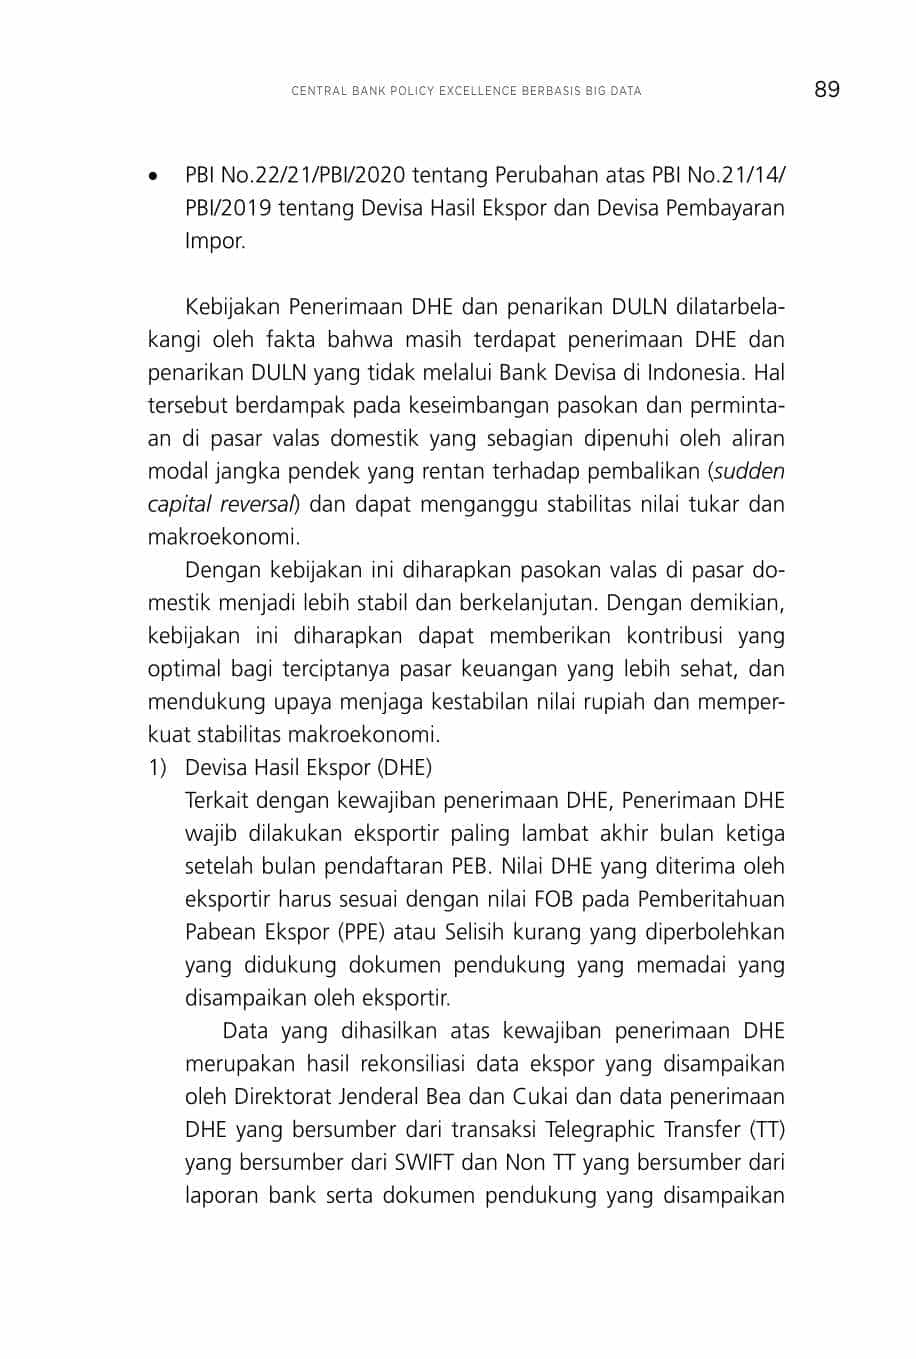 CENTRAL BANK POLICY EXCELLENCE BERBASIS BIG DATA
89
• PBI No.22/21/PBI/2020 tentang Perubahan atas PBI No.21/14/
PBI/2019 tentang Devisa Hasil Ekspor dan Devisa Pembayaran
Impor.
Kebijakan Penerimaan DHE dan penarikan DULN dilatarbela-
kangi oleh fakta bahwa masih terdapat penerimaan DHE dan
penarikan DULN yang tidak melalui Bank Devisa di Indonesia. Hal
tersebut berdampak pada keseimbangan pasokan dan perminta-
an di pasar valas domestik yang sebagian dipenuhi oleh aliran
modal jangka pendek yang rentan terhadap pembalikan (sudden
capital reversal) dan dapat menganggu stabilitas nilai tukar dan
makroekonomi.
Dengan kebijakan ini diharapkan pasokan valas di pasar do-
mestik menjadi lebih stabil dan berkelanjutan. Dengan demikian,
kebijakan ini diharapkan dapat memberikan kontribusi yang
optimal bagi terciptanya pasar keuangan yang lebih sehat, dan
mendukung upaya menjaga kestabilan nilai rupiah dan memper-
kuat stabilitas makroekonomi.
1) Devisa Hasil Ekspor (DHE)
Terkait dengan kewajiban penerimaan DHE, Penerimaan DHE
wajib dilakukan eksportir paling lambat akhir bulan ketiga
setelah bulan pendaftaran PEB. Nilai DHE yang diterima oleh
eksportir harus sesuai dengan nilai FOB pada Pemberitahuan
Pabean Ekspor (PPE) atau Selisih kurang yang diperbolehkan
yang didukung dokumen pendukung yang memadai yang
disampaikan oleh eksportir.
Data yang dihasilkan atas kewajiban penerimaan DHE
merupakan hasil rekonsiliasi data ekspor yang disampaikan
oleh Direktorat Jenderal Bea dan Cukai dan data penerimaan
DHE yang bersumber dari transaksi Telegraphic Transfer (TT)
yang bersumber dari SWIFT dan Non TT yang bersumber dari
laporan bank serta dokumen pendukung yang disampaikan